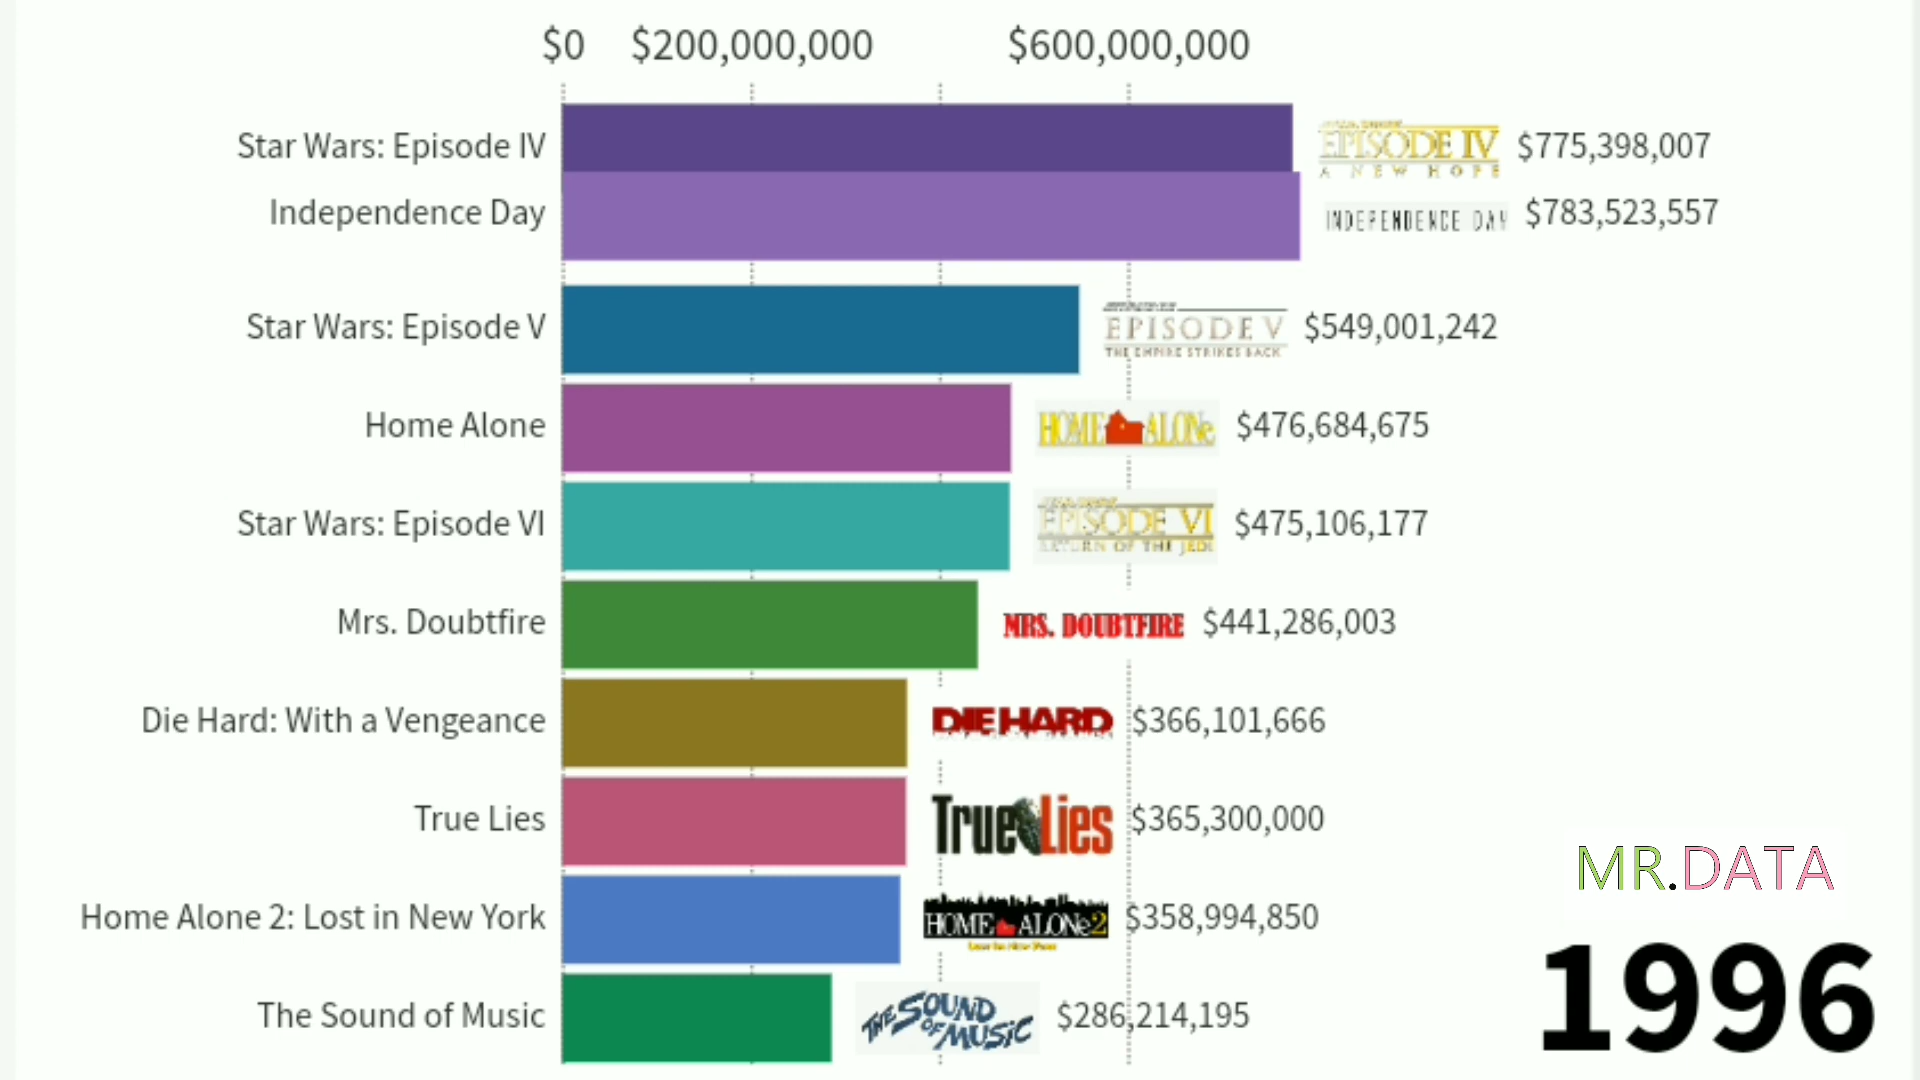 $0 $200,000,000 $600,000,000
Star Wars: Episode IV EPISODE IV $775,398,007
A NEW HOPE
Independence Day INDEPENDENCE DAY $783,523,557
Star Wars: Episode V EPISODE V $549,001,242
THE EMPIRE STRIKES BACK
Home Alone HOME ALONe $476,684,675
Star Wars: Episode VI EPISODE VI $475,106,177
RETURN OF THE JEDI
Mrs. Doubtfire MRS. DOUBTFIRE $441,286,003
Die Hard: With a Vengeance DIE HARD $366,101,666
True Lies True Lies $365,300,000
Home Alone 2: Lost in New York HOME ALONe 2 $358,994,850
Lost In New York
The Sound of Music THE SOUND OF MUSIC $286,214,195
MR.DATA
1996